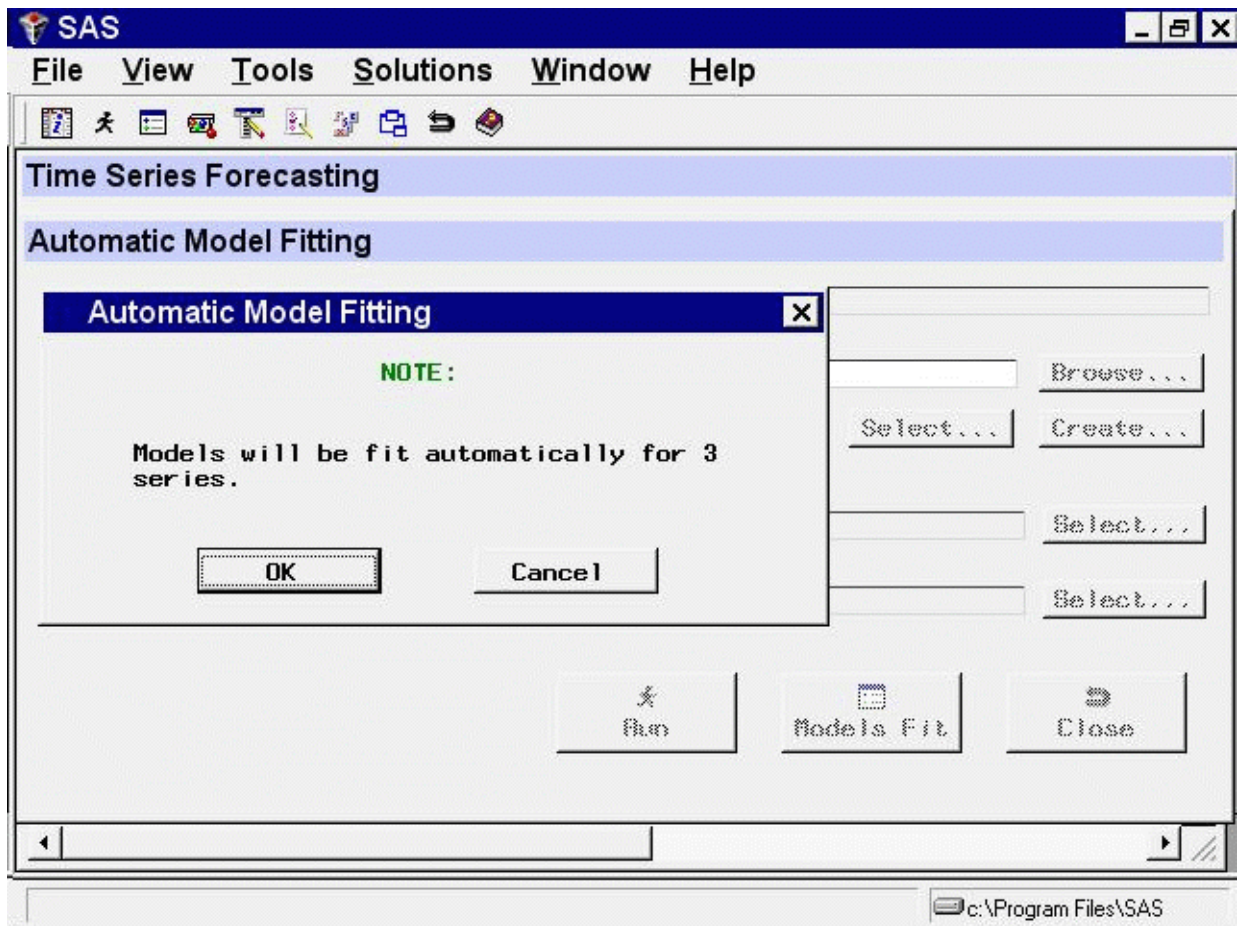 SAS
File View Tools Solutions Window Help
Time Series Forecasting
Automatic Model Fitting
Automatic Model Fitting
NOTE:
Models will be fit automatically for 3
series.
OK Cancel
Browse...
Select... Create...
Select...
Select...
Run Models Fit Close
c:\Program Files\SAS